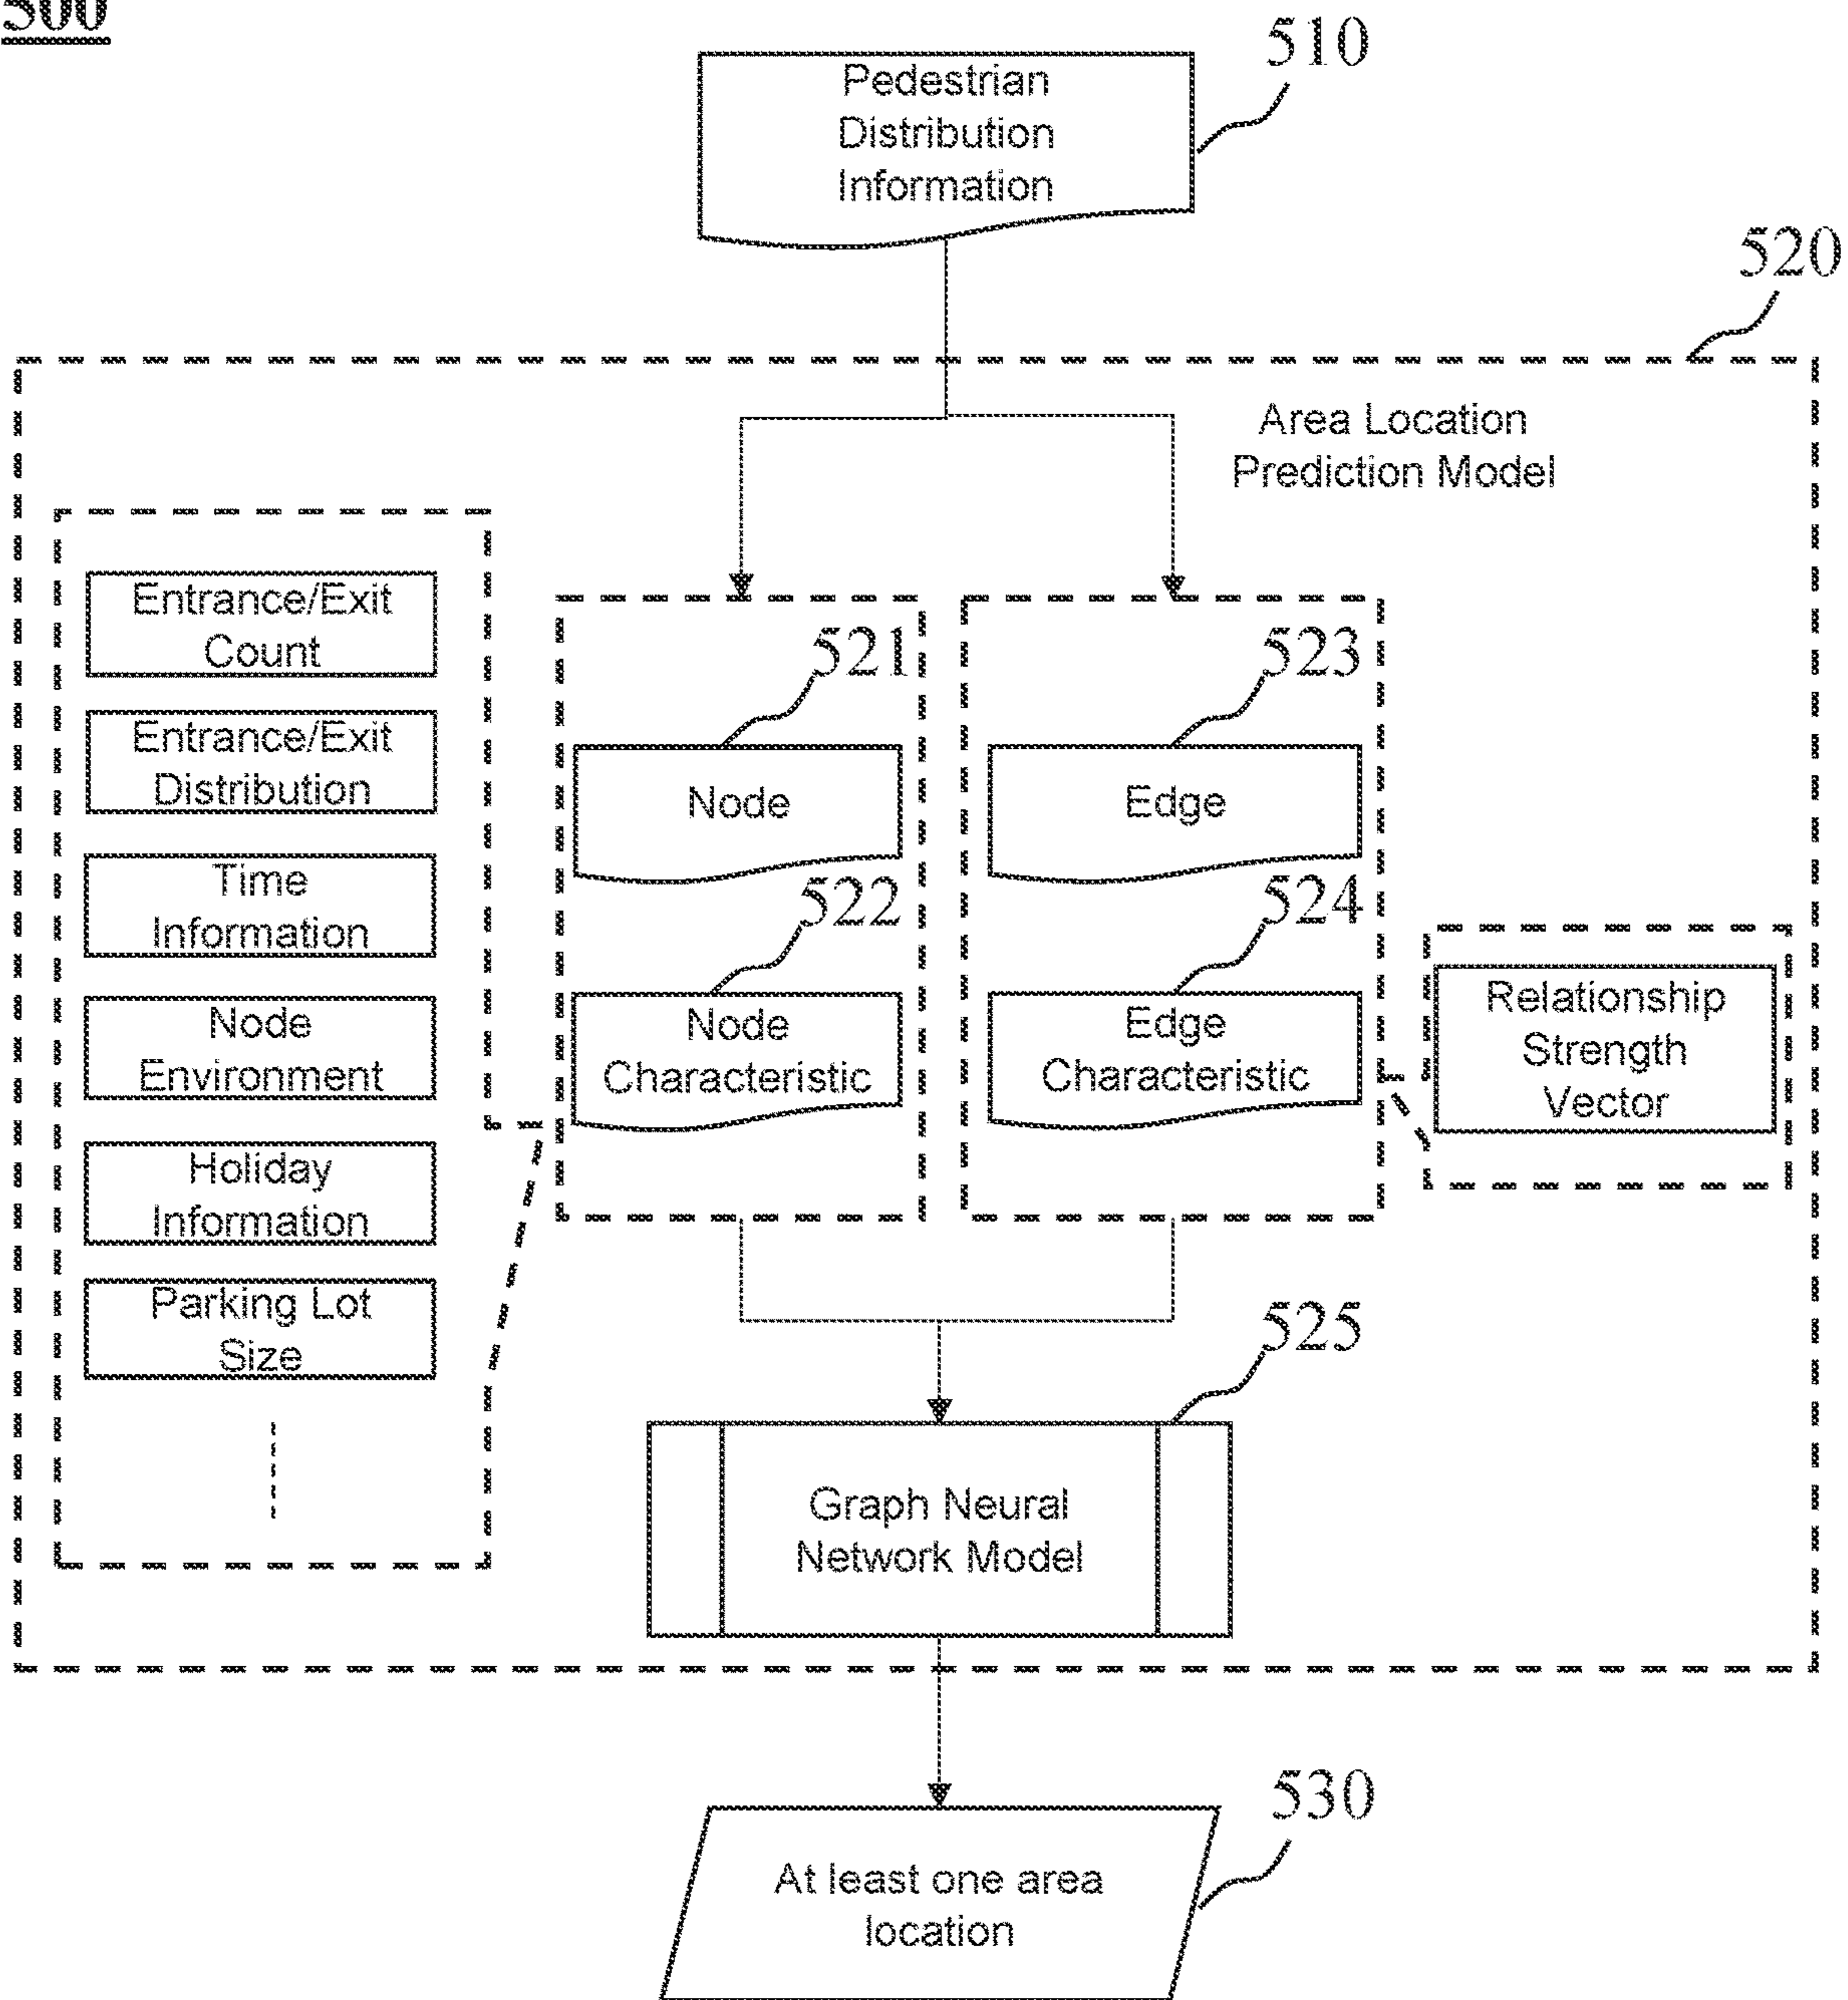 500
510
Pedestrian
Distribution
Information
520
Area Location
Prediction Model
Entrance/Exit
Count
Entrance/Exit
Distribution
Time
Information
Node
Environment
Holiday
Information
Parking Lot
Size
521
Node
522
Node
Characteristic
523
Edge
524
Edge
Characteristic
Relationship
Strength
Vector
525
Graph Neural
Network Model
530
At least one area
location